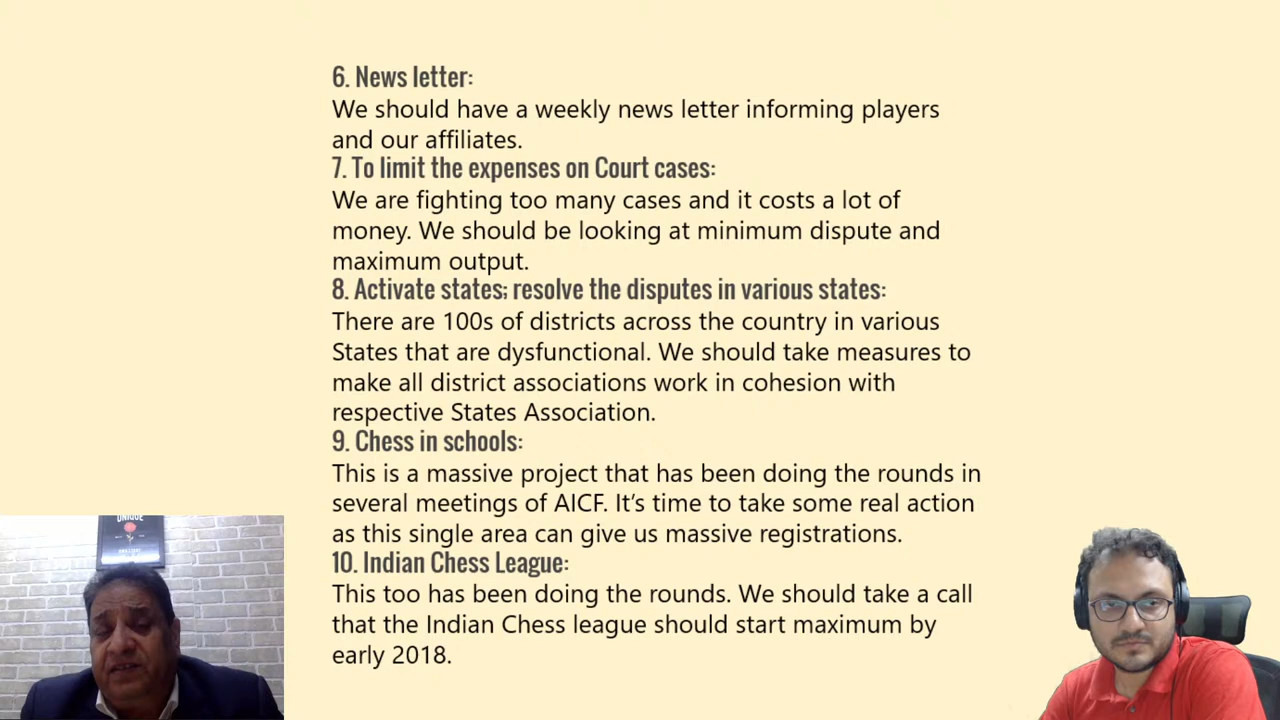 6. News letter:
We should have a weekly news letter informing players
and our affiliates.
7. To limit the expenses on Court cases:
We are fighting too many cases and it costs a lot of
money. We should be looking at minimum dispute and
maximum output.
8. Activate states; resolve the disputes in various states:
There are 100s of districts across the country in various
States that are dysfunctional. We should take measures to
make all district associations work in cohesion with
respective States Association.
9. Chess in schools:
This is a massive project that has been doing the rounds in
several meetings of AICF. It's time to take some real action
as this single area can give us massive registrations.
10. Indian Chess League:
This too has been doing the rounds. We should take a call
that the Indian Chess league should start maximum by
early 2018.
UNIQUE